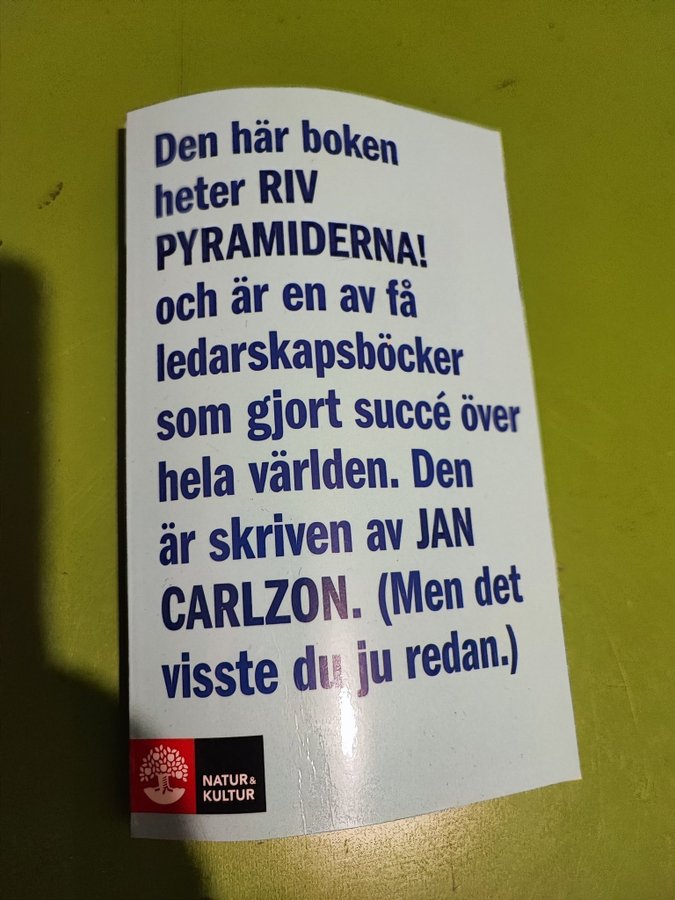 Den här boken
heter RIV
PYRAMIDERNA!
och är en av få
ledarskapsböcker
som gjort succé över
hela världen. Den
är skriven av JAN
CARLZON. (Men det
visste du ju redan.)
NATUR &
KULTUR